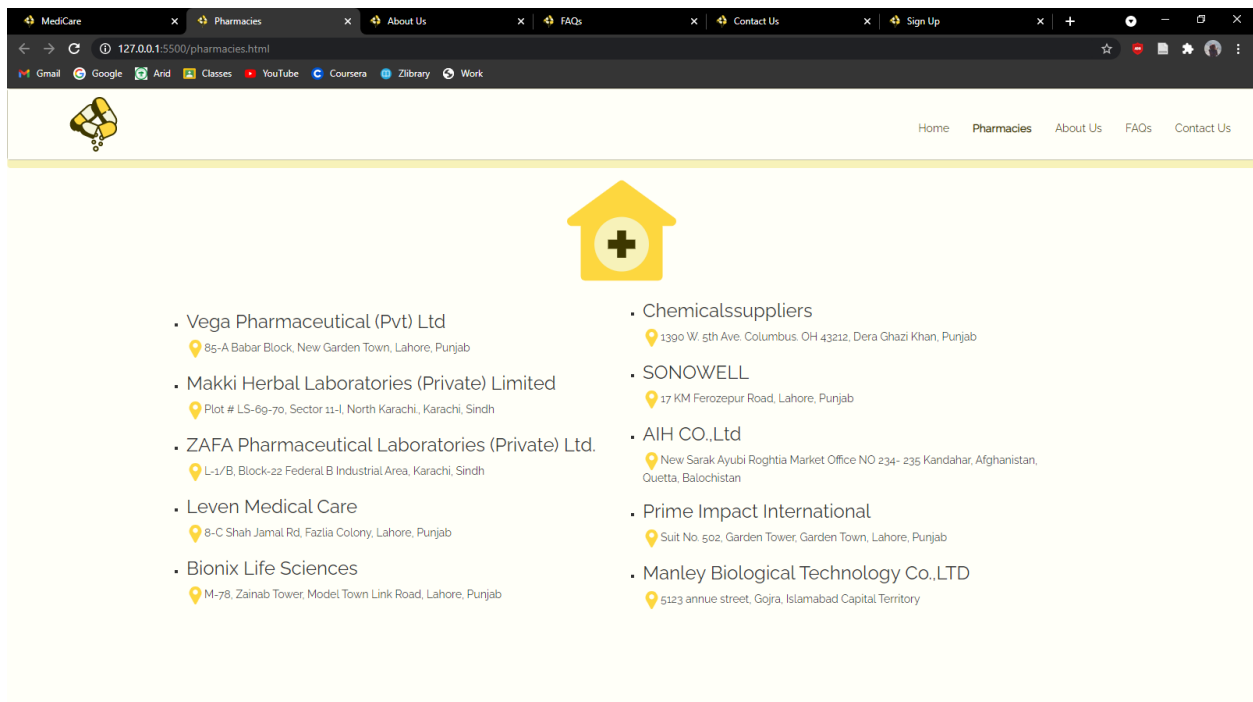 MediCare
Pharmacies
About Us
FAQs
Contact Us
Sign Up
127.0.0.1:5500/pharmacies.html
Gmail Google Arid Classes YouTube Coursera Zlibrary Work
Home Pharmacies About Us FAQs Contact Us
Vega Pharmaceutical (Pvt) Ltd
85-A Babar Block, New Garden Town, Lahore, Punjab
Makki Herbal Laboratories (Private) Limited
Plot # LS-69-70, Sector 11-I, North Karachi., Karachi, Sindh
ZAFA Pharmaceutical Laboratories (Private) Ltd.
L-1/B, Block-22 Federal B Industrial Area, Karachi, Sindh
Leven Medical Care
8-C Shah Jamal Rd, Fazlia Colony, Lahore, Punjab
Bionix Life Sciences
M-78, Zainab Tower, Model Town Link Road, Lahore, Punjab
Chemicalssuppliers
1390 W. 5th Ave. Columbus. OH 43212, Dera Ghazi Khan, Punjab
SONOWELL
17 KM Ferozepur Road, Lahore, Punjab
AIH CO.,Ltd
New Sarak Ayubi Roghtia Market Office NO 234- 235 Kandahar, Afghanistan,
Quetta, Balochistan
Prime Impact International
Suit No. 502, Garden Tower, Garden Town, Lahore, Punjab
Manley Biological Technology Co.,LTD
5123 annue street, Gojra, Islamabad Capital Territory